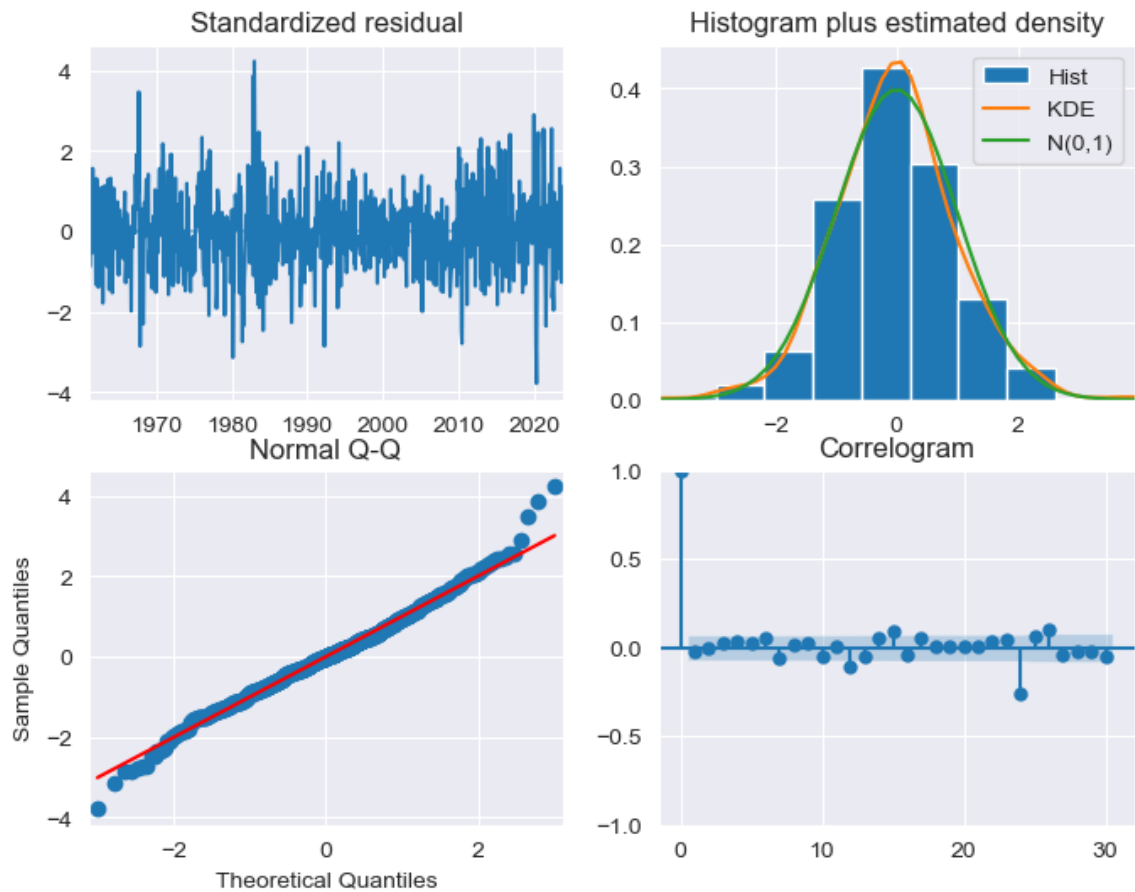 Standardized residual
4
2
0
−2
−4
1970 1980 1990 2000 2010 2020
Histogram plus estimated density
Hist
KDE
N(0,1)
0.4
0.3
0.2
0.1
0.0
−2 0 2
Normal Q-Q
Sample Quantiles
4
2
0
−2
−4
−2 0 2
Theoretical Quantiles
Correlogram
1.0
0.5
0.0
−0.5
−1.0
0 10 20 30